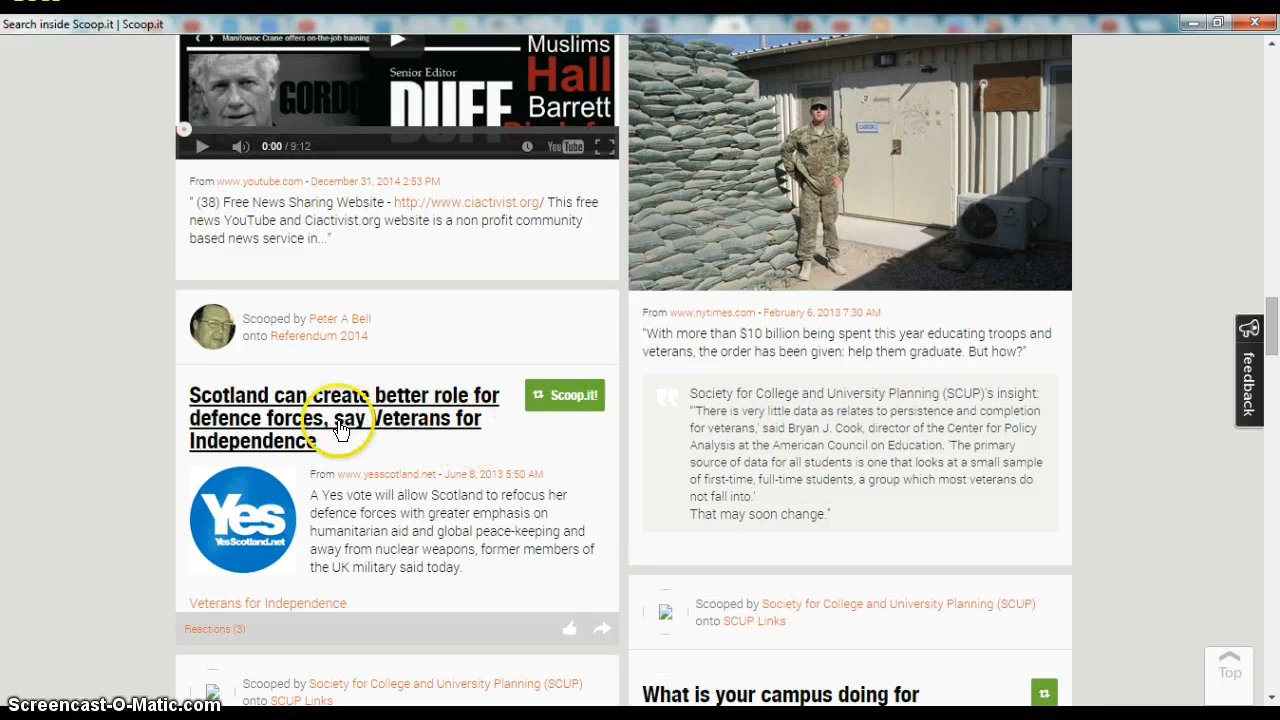 Search inside Scoop.it | Scoop.it
Manitowoc Crane offers on-the-job training
Muslims
Hall
Barrett
Senior Editor
DUFF
0:00 / 9:12
YouTube
From www.youtube.com - December 31, 2014 2:53 PM
“ (38) Free News Sharing Website - http://www.ciactivist.org/ This free
news YouTube and Ciactivist.org website is a non profit community
based news service in...”
Scooped by Peter A Bell
onto Referendum 2014
Scotland can create better role for
defence forces, say Veterans for
Independence
Scoop.it!
From www.yesscotland.net - June 8, 2013 5:50 AM
Yes
YesScotland.net
A Yes vote will allow Scotland to refocus her
defence forces with greater emphasis on
humanitarian aid and global peace-keeping and
away from nuclear weapons, former members of
the UK military said today.
Veterans for Independence
Reactions (3)
Scooped by Society for College and University Planning (SCUP)
onto SCUP Links
From www.nytimes.com - February 6, 2013 7:30 AM
“With more than $10 billion being spent this year educating troops and
veterans, the order has been given: help them graduate. But how?”
Society for College and University Planning (SCUP)'s insight:
“'There is very little data as relates to persistence and completion
for veterans,' said Bryan J. Cook, director of the Center for Policy
Analysis at the American Council on Education. 'The primary
source of data for all students is one that looks at a small sample
of first-time, full-time students, a group which most veterans do
not fall into.'
That may soon change.”
Scooped by Society for College and University Planning (SCUP)
onto SCUP Links
What is your campus doing for
feedback
Top
Screencast-O-Matic.com